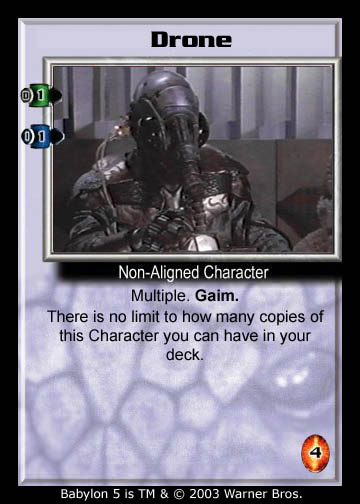 Drone
0 1
0 1
Non-Aligned Character
Multiple. Gaim.
There is no limit to how many copies of
this Character you can have in your
deck.
4
Babylon 5 is TM & © 2003 Warner Bros.